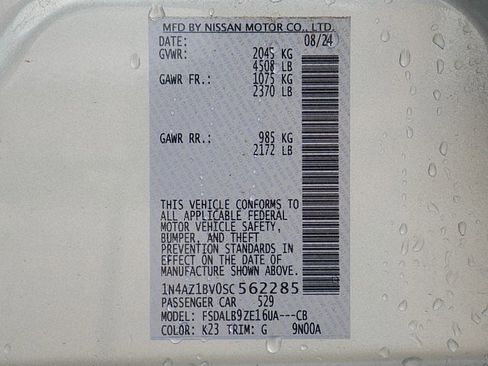 MFD BY NISSAN MOTOR CO., LTD.
DATE: 08/24
GVWR: 2045 KG
4508 LB
GAWR FR.: 1075 KG
2370 LB
GAWR RR.: 985 KG
2172 LB
THIS VEHICLE CONFORMS TO
ALL APPLICABLE FEDERAL
MOTOR VEHICLE SAFETY,
BUMPER, AND THEFT
PREVENTION STANDARDS IN
EFFECT ON THE DATE OF
MANUFACTURE SHOWN ABOVE.
1N4AZ1BV0SC562285
PASSENGER CAR 529
MODEL: FSDALB9ZE16UA---CB
COLOR: K23 TRIM: G 9N00A